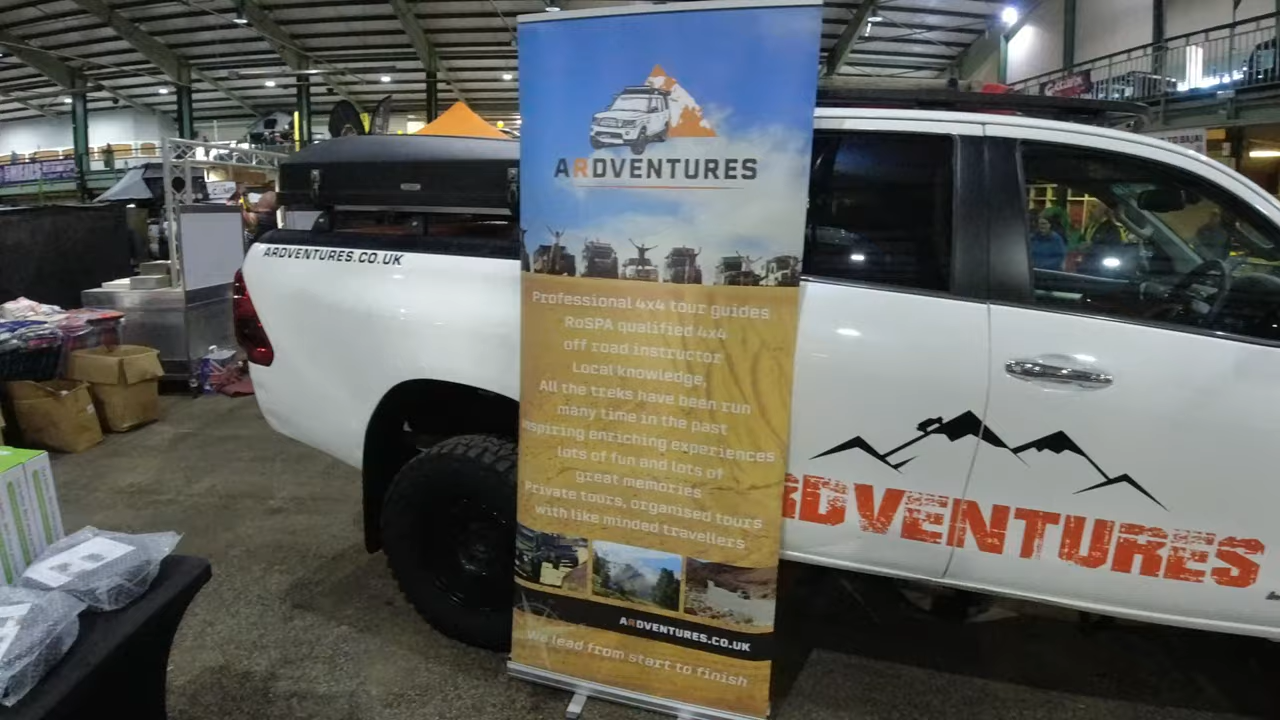 ARDVENTURES
ARDVENTURES.CO.UK
Professional 4x4 tour guides
RoSPA qualified 4x4
off road instructor
Local knowledge,
All the treks have been run
many time in the past
nspiring enriching experiences
lots of fun and lots of
great memories
Private tours, organised tours
with like minded travellers
ARDVENTURES.CO.UK
We lead from start to finish
RDVENTURES